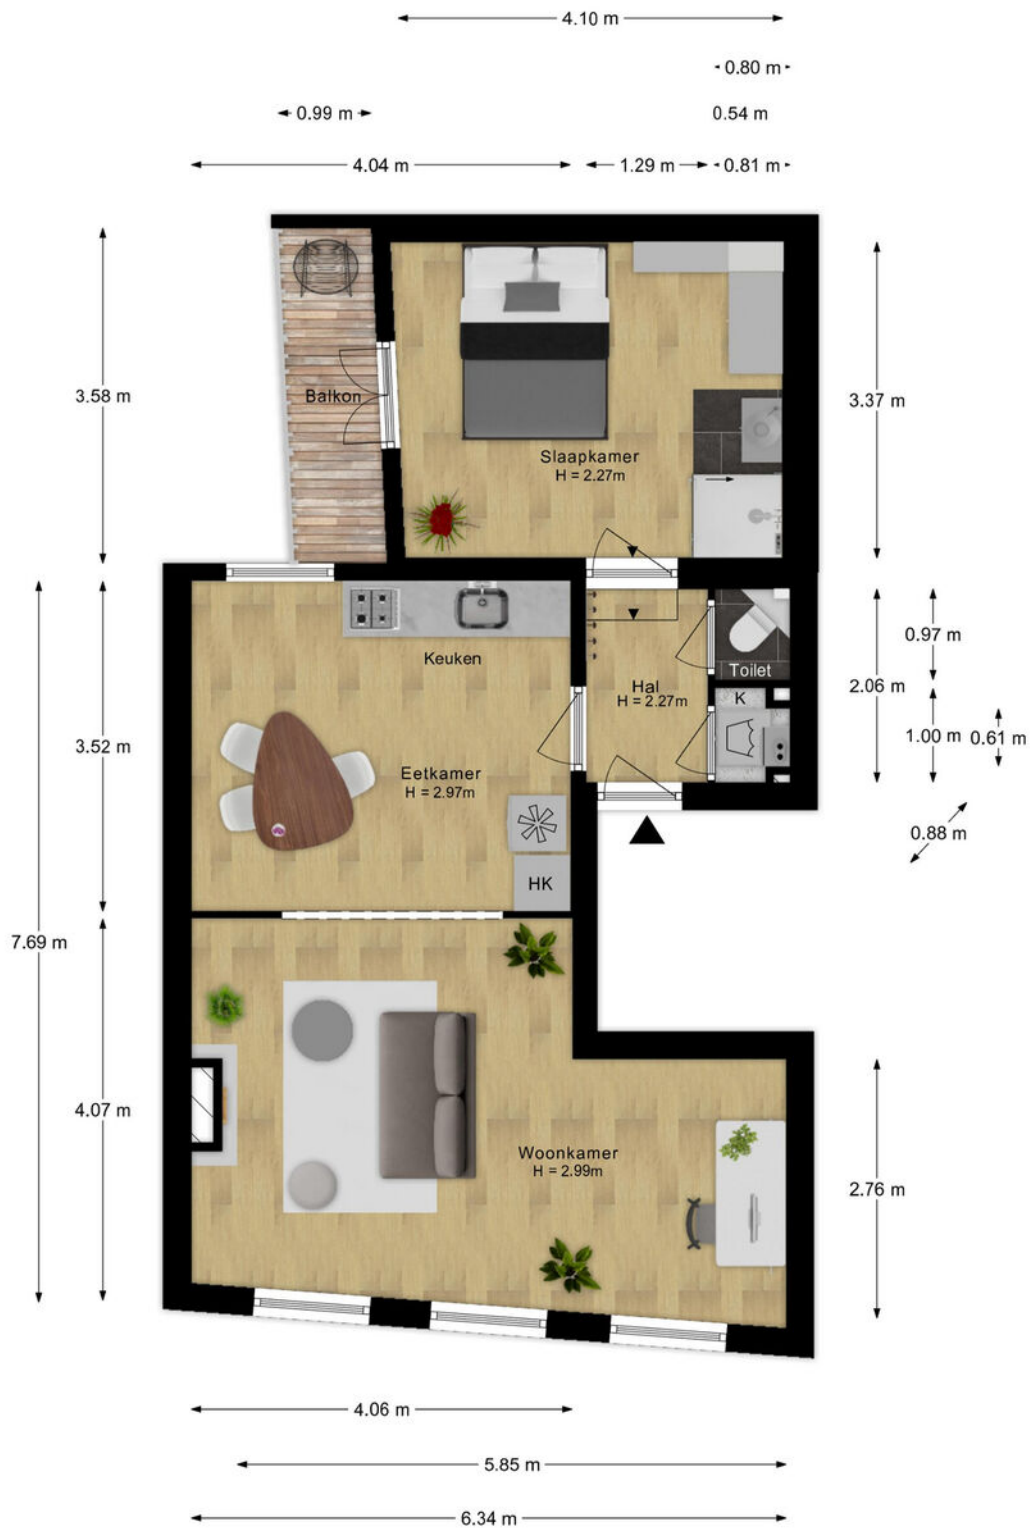 4.10 m
0.80 m
0.99 m
0.54 m
4.04 m
1.29 m
0.81 m
3.58 m
Balkon
3.37 m
Slaapkamer
H = 2.27m
Keuken
0.97 m
Toilet
2.06 m
Hal
H = 2.27m
K
1.00 m
0.61 m
3.52 m
Eetkamer
H = 2.97m
0.88 m
HK
7.69 m
4.07 m
Woonkamer
H = 2.99m
2.76 m
4.06 m
5.85 m
6.34 m